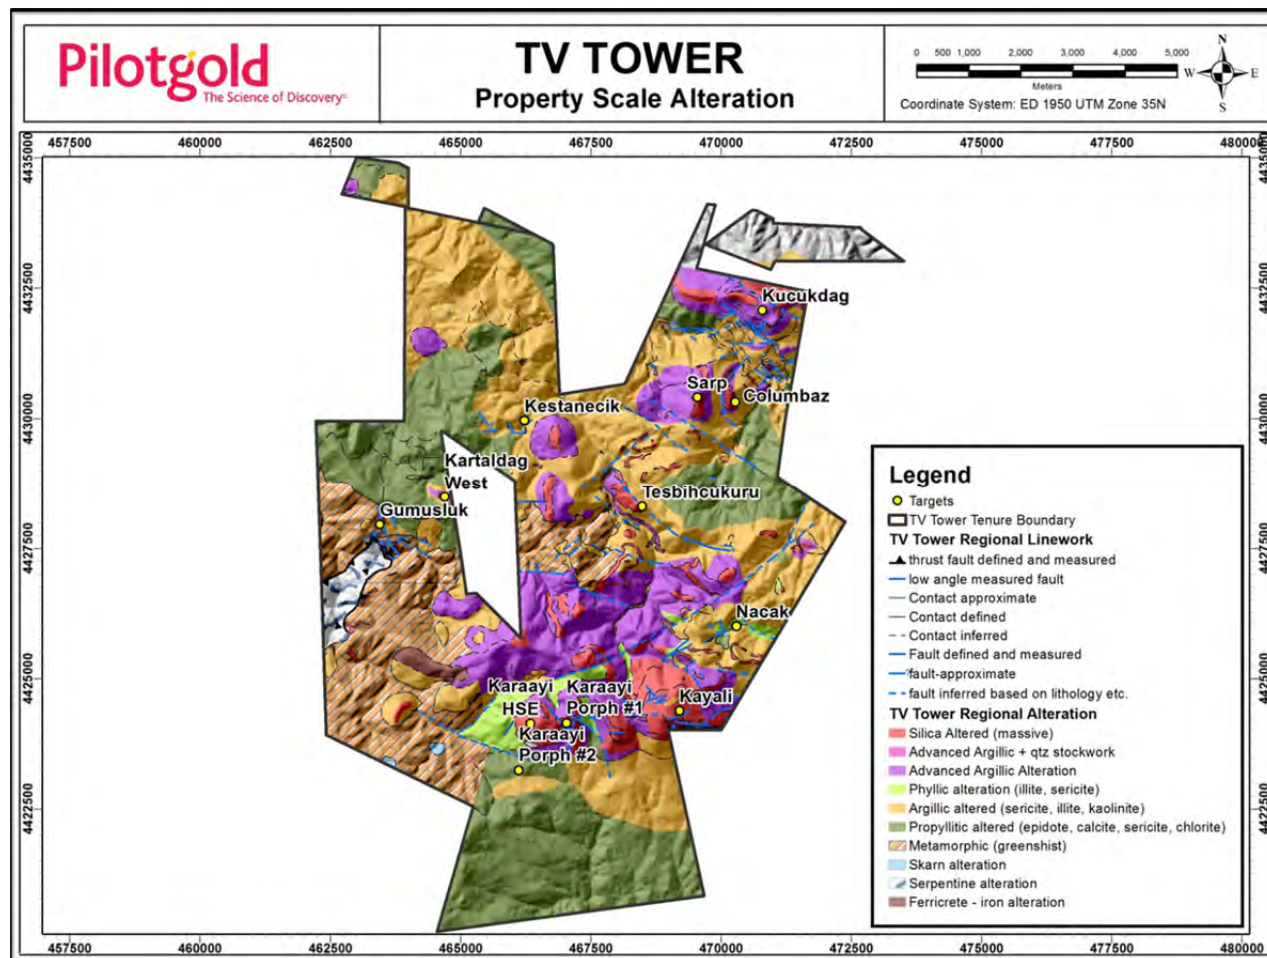 Pilotgold
The Science of Discovery
TV TOWER
Property Scale Alteration
0 500 1,000 2,000 3,000 4,000 5,000
Meters
Coordinate System: ED 1950 UTM Zone 35N
N
W E
S
457500 460000 462500 465000 467500 470000 472500 475000 477500 480000
4435000 4435000
4432500 4432500
Kucukdag
Sarp
Columbaz
4430000 4430000
Kestanecik
Kartaldag
West
Tesbihcukuru
Gumusluk
4427500 4427500
Nacak
4425000 4425000
Karaayi
HSE
Karaayi
Porph #1
Kayali
Karaayi
Porph #2
4422500 4422500
Legend
Targets
TV Tower Tenure Boundary
TV Tower Regional Linework
thrust fault defined and measured
low angle measured fault
Contact approximate
Contact defined
Contact inferred
Fault defined and measured
fault-approximate
fault inferred based on lithology etc.
TV Tower Regional Alteration
Silica Altered (massive)
Advanced Argillic + qtz stockwork
Advanced Argillic Alteration
Phyllic alteration (illite, sericite)
Argillic altered (sericite, illite, kaolinite)
Propyllitic altered (epidote, calcite, sericite, chlorite)
Metamorphic (greenshist)
Skarn alteration
Serpentine alteration
Ferricrete - iron alteration
457500 460000 462500 465000 467500 470000 472500 475000 477500 480000